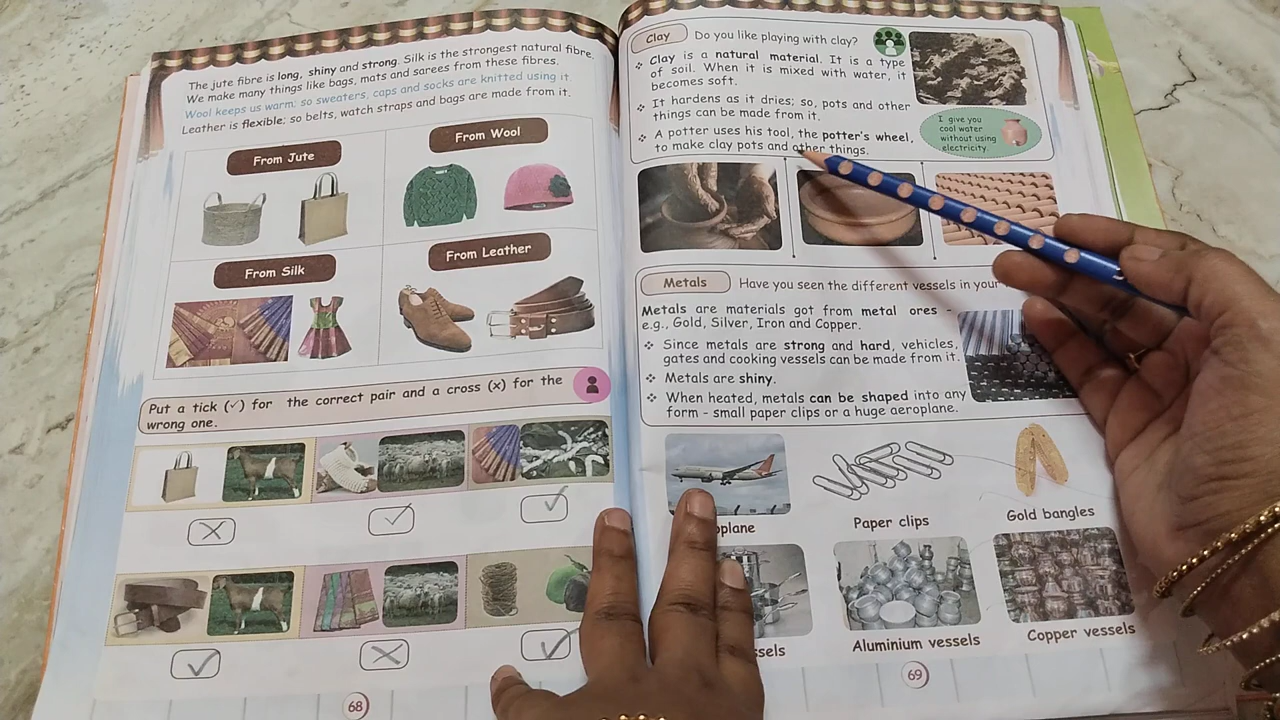 The jute fibre is long, shiny and strong. Silk is the strongest natural fibre.
We make many things like bags, mats and sarees from these fibres.
Wool keeps us warm; so sweaters, caps and socks are knitted using it.
Leather is flexible; so belts, watch straps and bags are made from it.
From Jute
From Wool
From Silk
From Leather
Put a tick (✓) for the correct pair and a cross (x) for the
wrong one.
68
Clay
Do you like playing with clay?
❖ Clay is a natural material. It is a type
of soil. When it is mixed with water, it
becomes soft.
❖ It hardens as it dries; so, pots and other
things can be made from it.
❖ A potter uses his tool, the potter's wheel,
to make clay pots and other things.
I give you
cool water
without using
electricity.
Metals
Have you seen the different vessels in your
Metals are materials got from metal ores -
e.g., Gold, Silver, Iron and Copper.
❖ Since metals are strong and hard, vehicles,
gates and cooking vessels can be made from it.
❖ Metals are shiny.
❖ When heated, metals can be shaped into any
form - small paper clips or a huge aeroplane.
plane
Paper clips
Gold bangles
sels
Aluminium vessels
Copper vessels
69